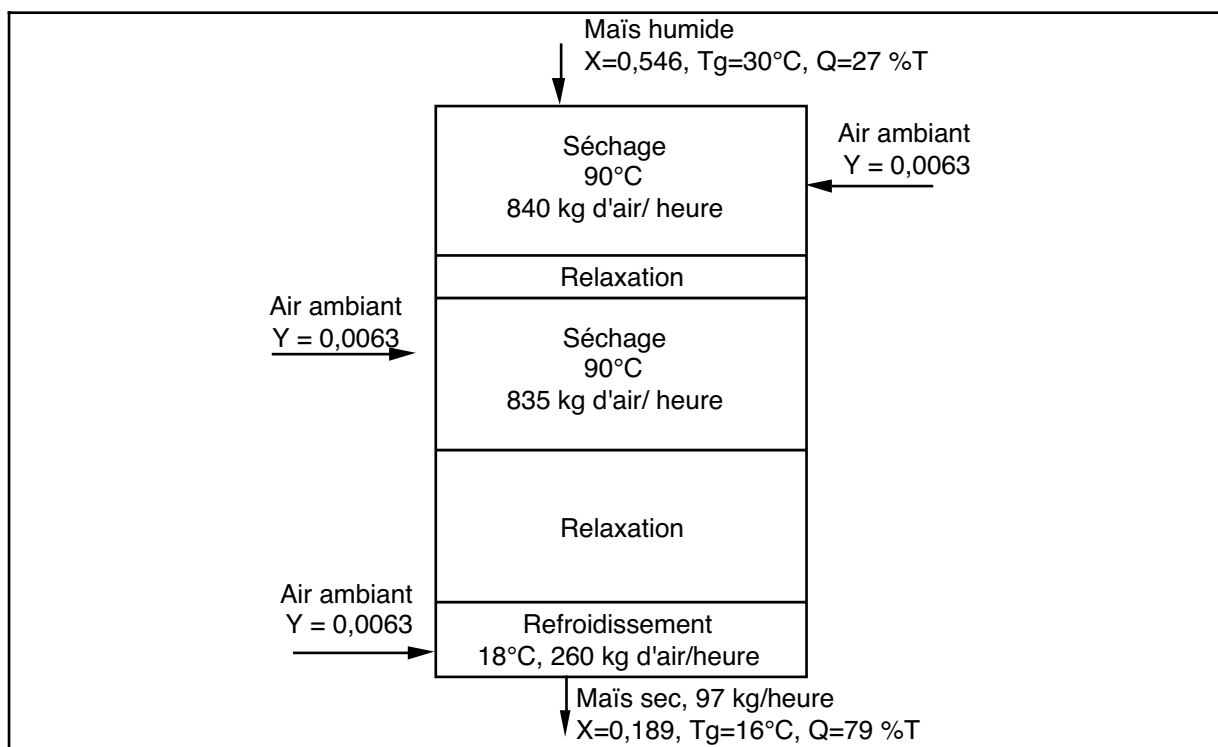 Maïs humide
X=0,546, Tg=30°C, Q=27 %T
Séchage
90°C
840 kg d'air/ heure
Air ambiant
Y = 0,0063
Relaxation
Air ambiant
Y = 0,0063
Séchage
90°C
835 kg d'air/ heure
Relaxation
Air ambiant
Y = 0,0063
Refroidissement
18°C, 260 kg d'air/heure
Maïs sec, 97 kg/heure
X=0,189, Tg=16°C, Q=79 %T